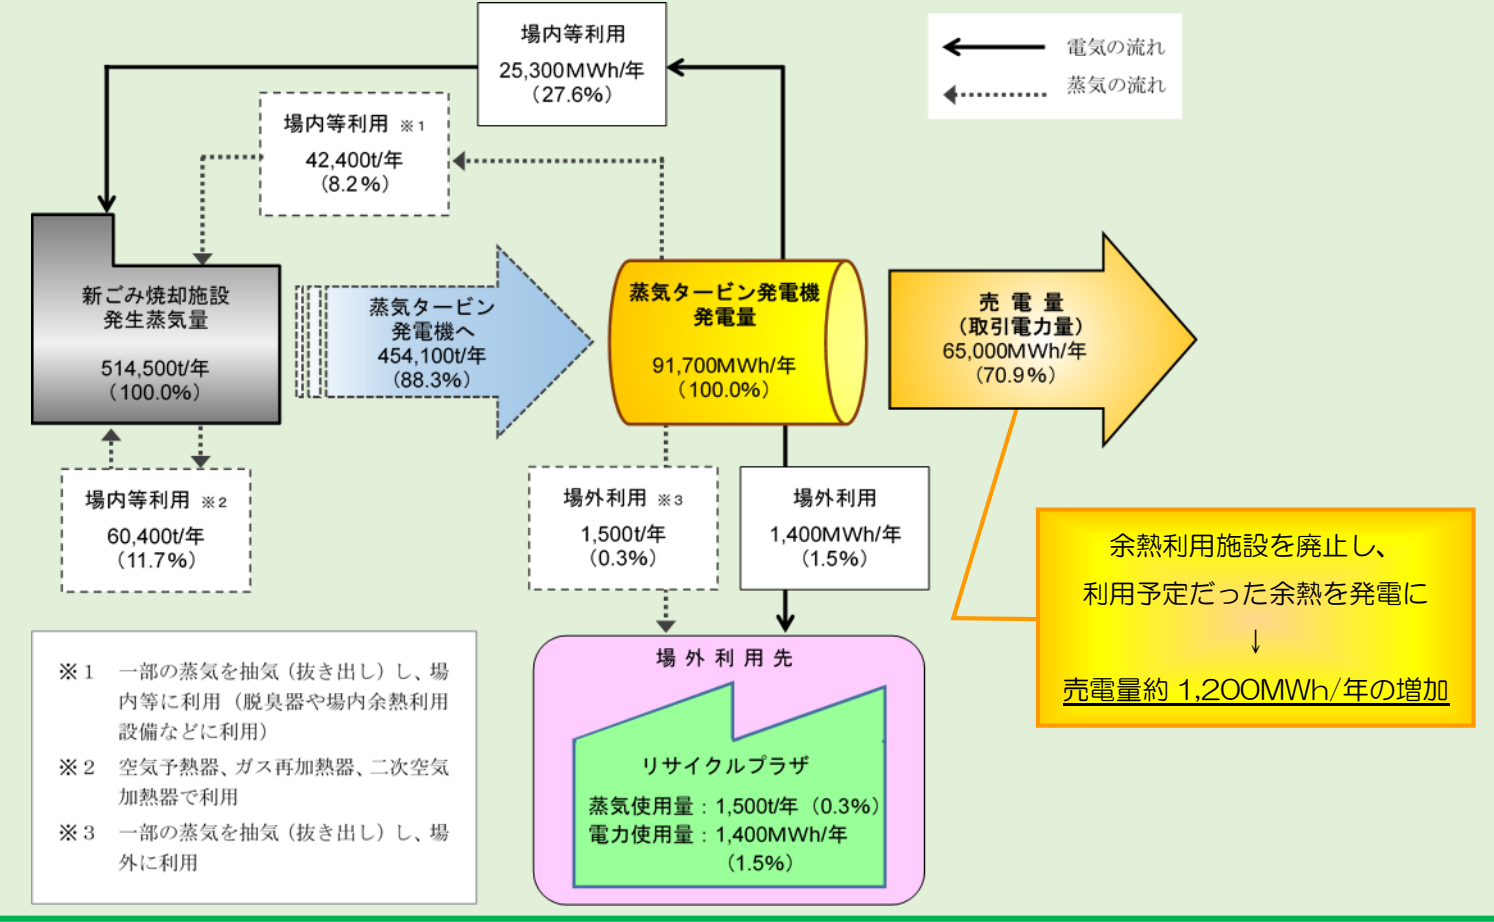 場内等利用
25,300MWh/年
(27.6%)
電気の流れ
蒸気の流れ
場内等利用 ※1
42,400t/年
(8.2%)
新ごみ焼却施設
発生蒸気量
514,500t/年
(100.0%)
蒸気タービン
発電機へ
454,100t/年
(88.3%)
蒸気タービン発電機
発電量
91,700MWh/年
(100.0%)
売電量
(取引電力量)
65,000MWh/年
(70.9%)
場内等利用 ※2
60,400t/年
(11.7%)
場外利用 ※3
1,500t/年
(0.3%)
場外利用
1,400MWh/年
(1.5%)
余熱利用施設を廃止し、
利用予定だった余熱を発電に
↓
売電量約 1,200MWh/年の増加
※1 一部の蒸気を抽気(抜き出し)し、場
内等に利用(脱臭器や場内余熱利用
設備などに利用)
※2 空気予熱器、ガス再加熱器、二次空気
加熱器で利用
※3 一部の蒸気を抽気(抜き出し)し、場
外に利用
場外利用先
リサイクルプラザ
蒸気使用量:1,500t/年(0.3%)
電力使用量:1,400MWh/年
(1.5%)